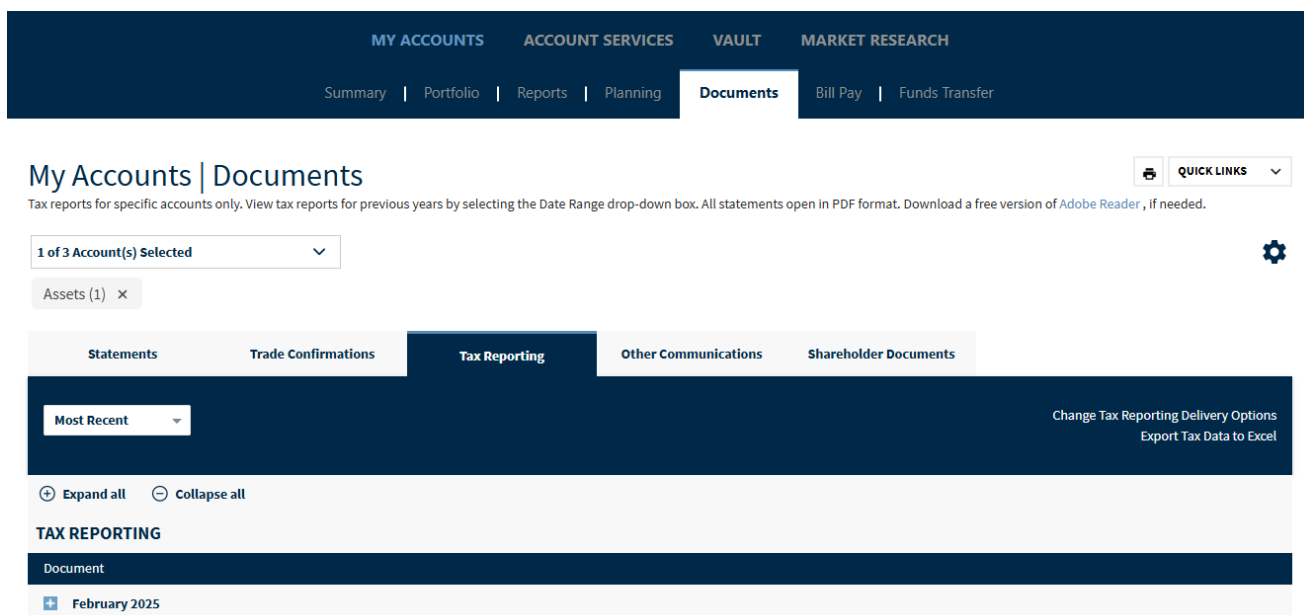 MY ACCOUNTS ACCOUNT SERVICES VAULT MARKET RESEARCH
Summary | Portfolio | Reports | Planning Documents Bill Pay | Funds Transfer
My Accounts | Documents
QUICK LINKS
Tax reports for specific accounts only. View tax reports for previous years by selecting the Date Range drop-down box. All statements open in PDF format. Download a free version of Adobe Reader , if needed.
1 of 3 Account(s) Selected
Assets (1) ×
Statements Trade Confirmations Tax Reporting Other Communications Shareholder Documents
Most Recent
Change Tax Reporting Delivery Options
Export Tax Data to Excel
Expand all Collapse all
TAX REPORTING
Document
February 2025